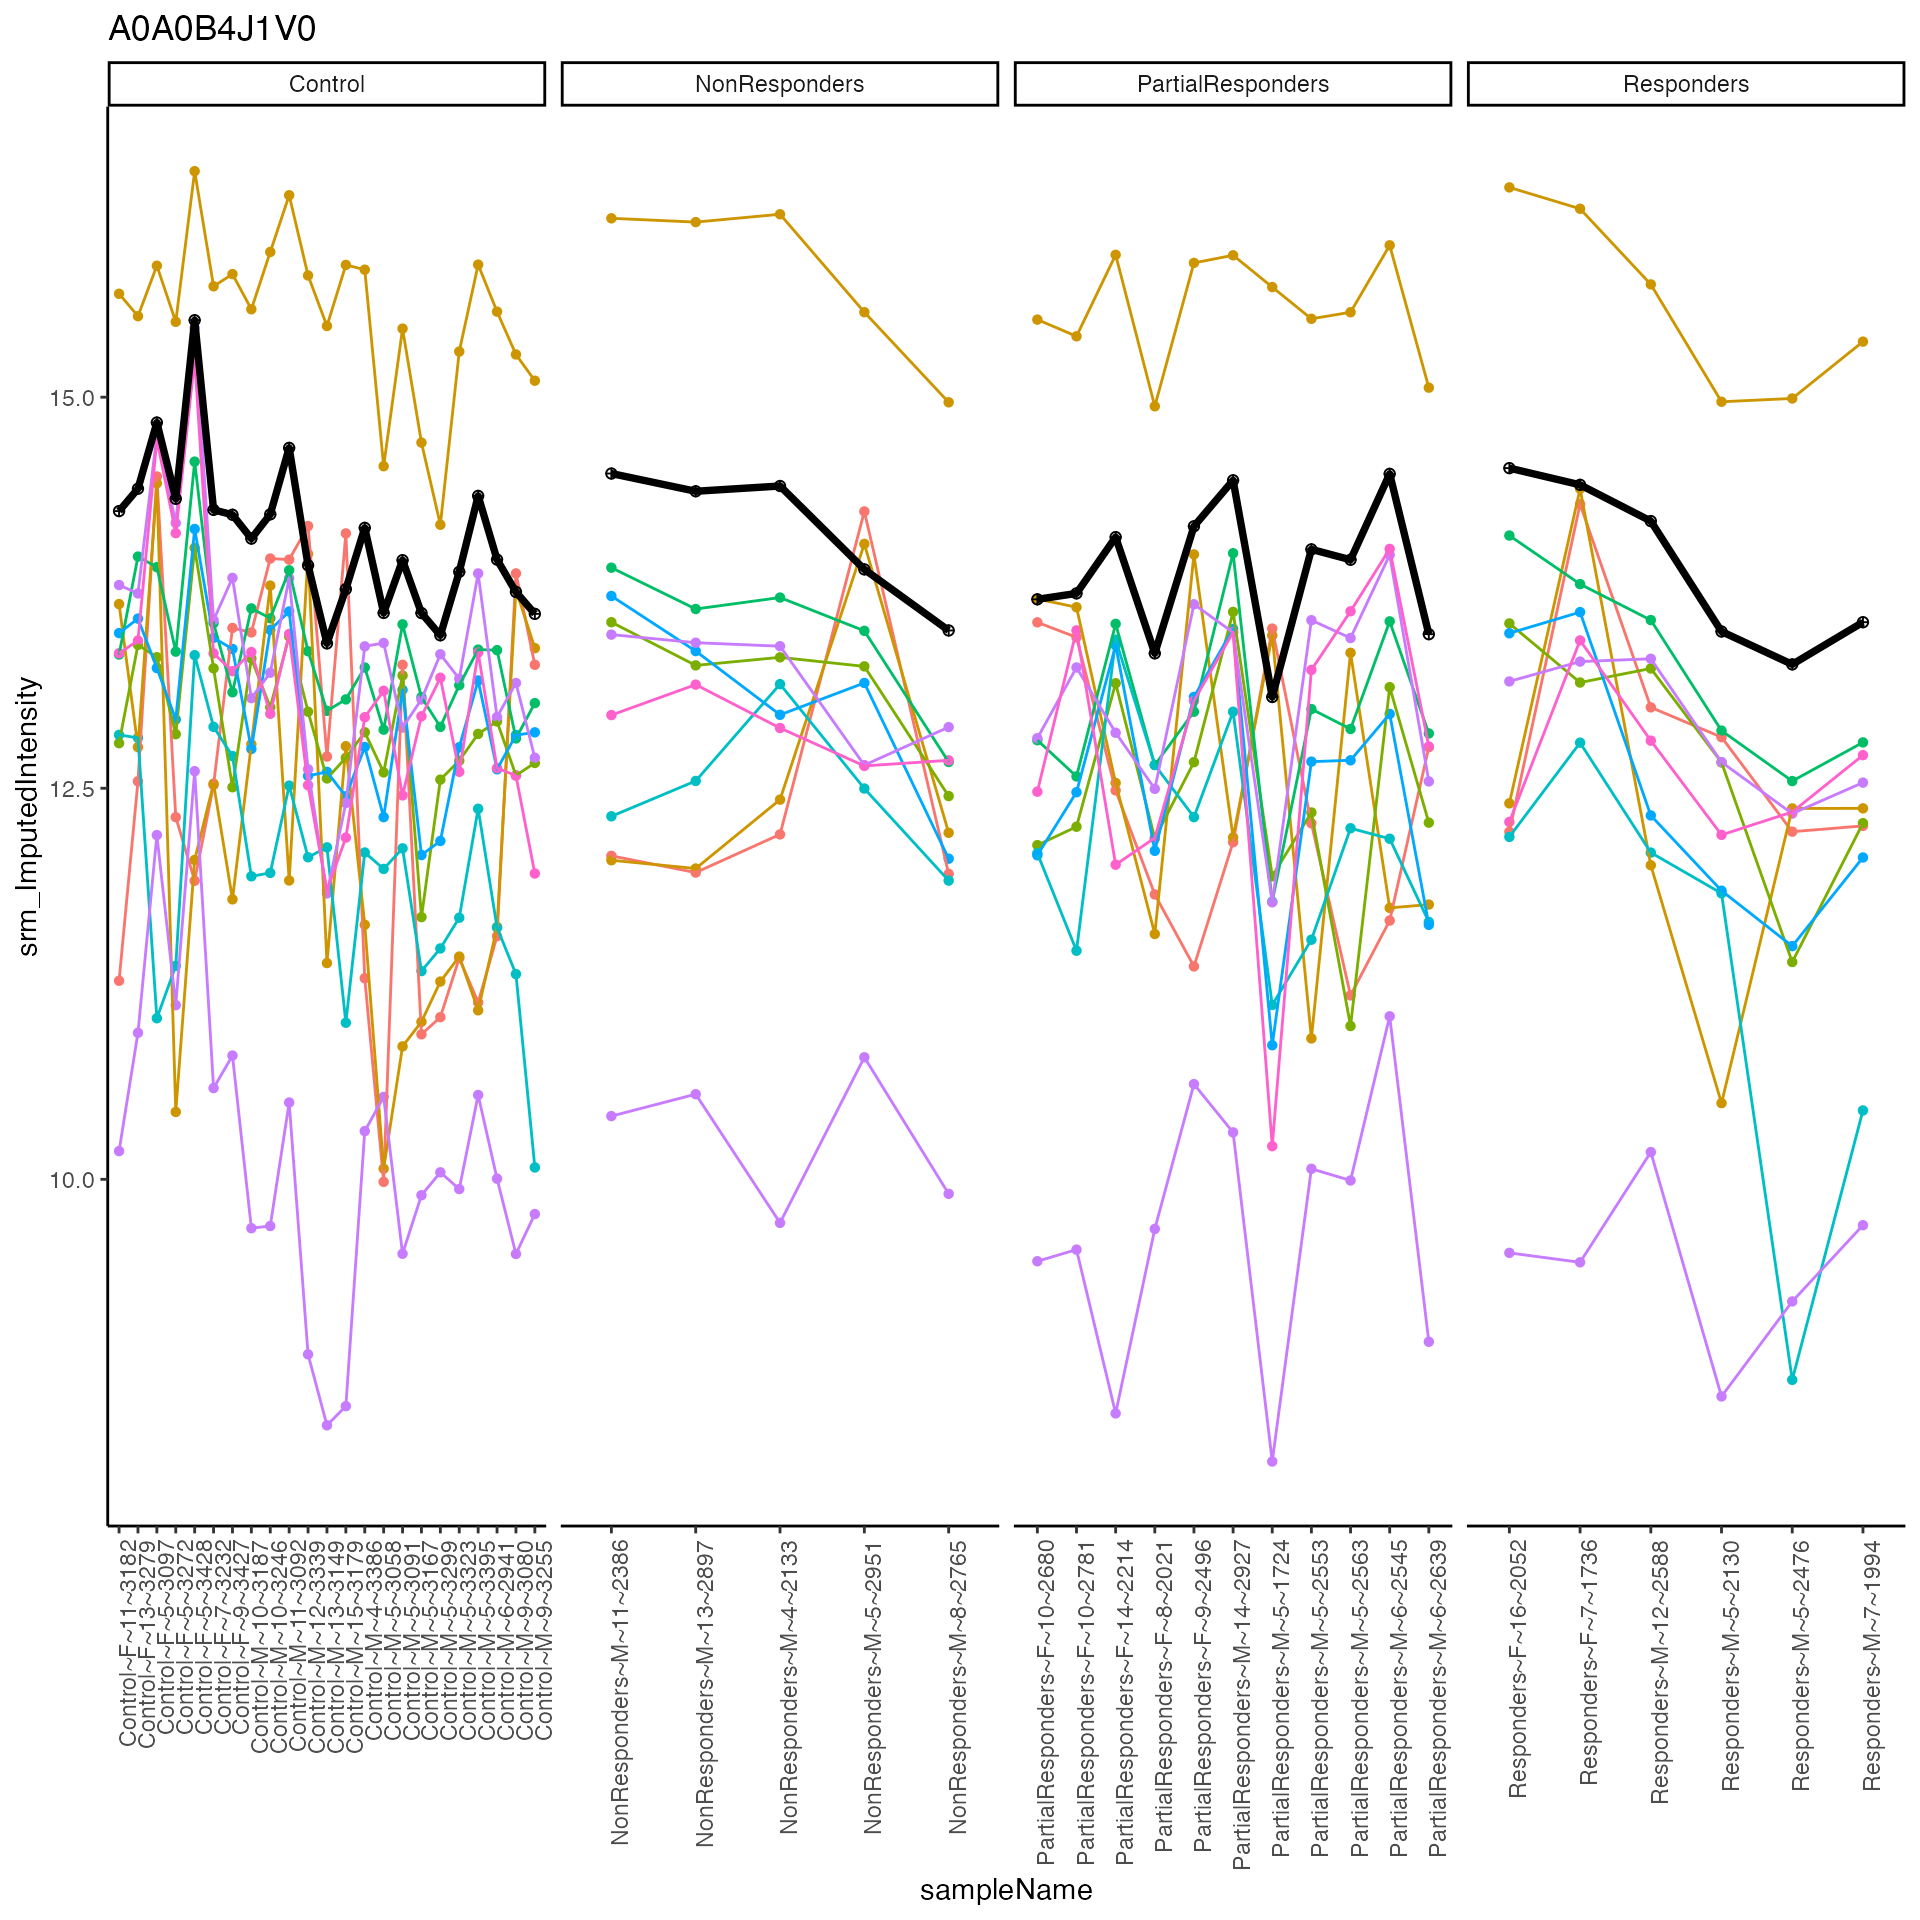 A0A0B4J1V0
Control
NonResponders
PartialResponders
Responders
srm_ImputedIntensity
15.0
12.5
10.0
Control~F~11~3182
Control~F~13~3279
Control~F~5~3097
Control~F~5~3272
Control~F~5~3428
Control~F~7~3232
Control~F~9~3427
Control~M~10~3187
Control~M~10~3246
Control~M~11~3092
Control~M~12~3339
Control~M~13~3149
Control~M~15~3179
Control~M~4~3386
Control~M~5~3058
Control~M~5~3091
Control~M~5~3167
Control~M~5~3299
Control~M~5~3323
Control~M~5~3395
Control~M~6~2941
Control~M~9~3080
Control~M~9~3255
NonResponders~M~11~2386
NonResponders~M~13~2897
NonResponders~M~4~2133
NonResponders~M~5~2951
NonResponders~M~8~2765
PartialResponders~F~10~2680
PartialResponders~F~10~2781
PartialResponders~F~14~2214
PartialResponders~F~8~2021
PartialResponders~F~9~2496
PartialResponders~M~14~2927
PartialResponders~M~5~1724
PartialResponders~M~5~2553
PartialResponders~M~5~2563
PartialResponders~M~6~2545
PartialResponders~M~6~2639
Responders~F~16~2052
Responders~F~7~1736
Responders~M~12~2588
Responders~M~5~2130
Responders~M~5~2476
Responders~M~7~1994
sampleName